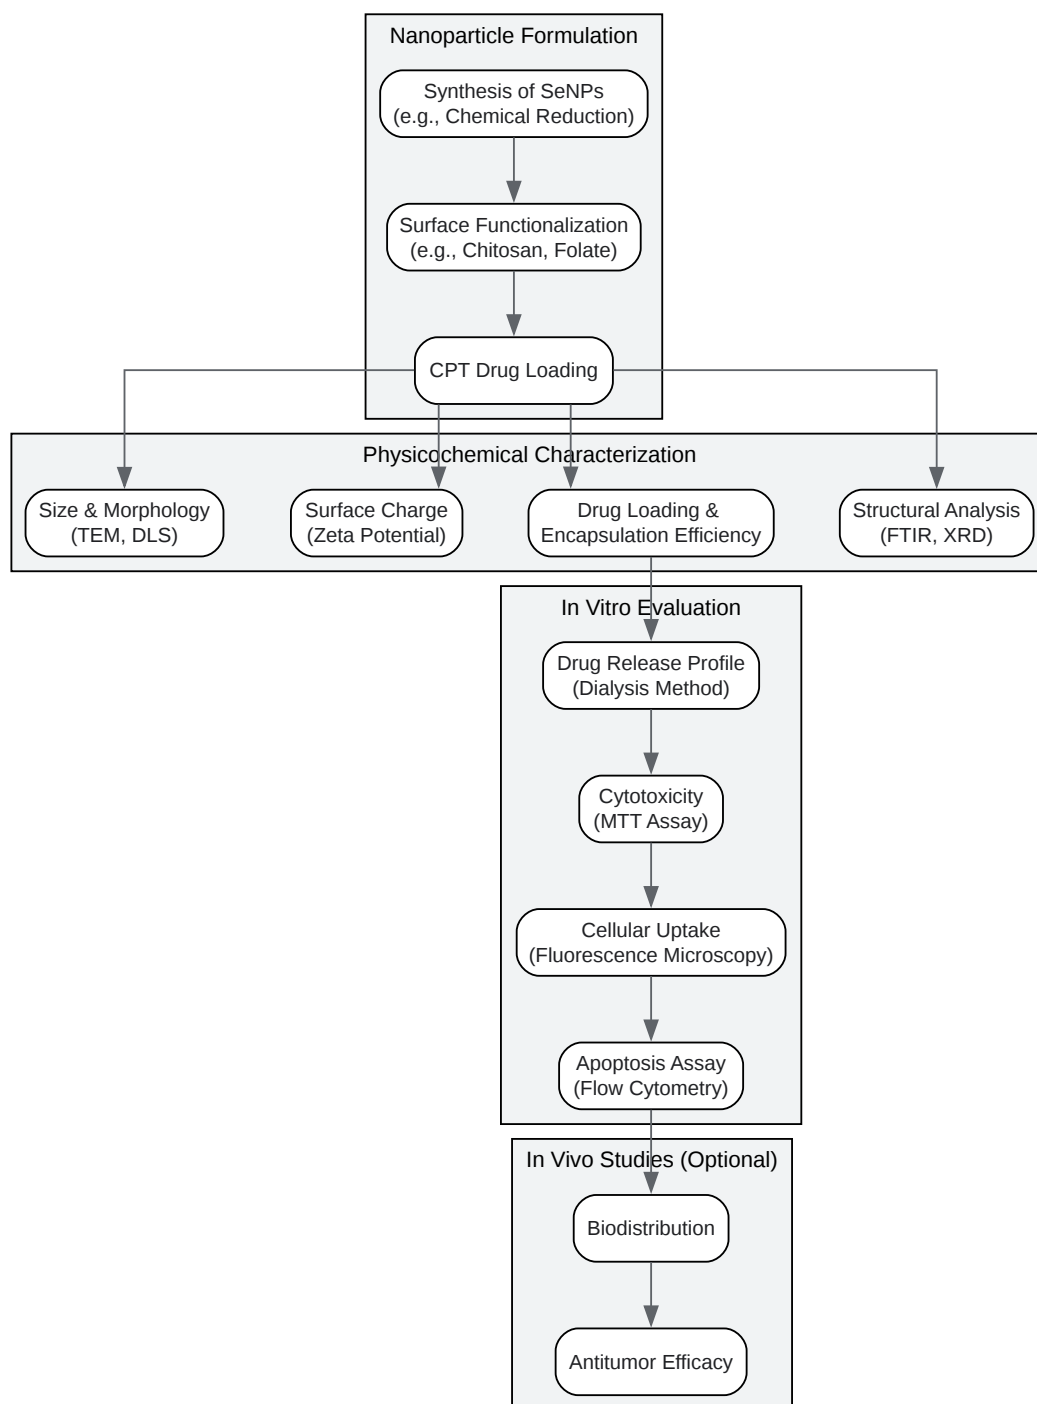 Nanoparticle Formulation
Synthesis of SeNPs
(e.g., Chemical Reduction)
Surface Functionalization
(e.g., Chitosan, Folate)
CPT Drug Loading
Physicochemical Characterization
Size & Morphology
(TEM, DLS)
Surface Charge
(Zeta Potential)
Drug Loading &
Encapsulation Efficiency
Structural Analysis
(FTIR, XRD)
In Vitro Evaluation
Drug Release Profile
(Dialysis Method)
Cytotoxicity
(MTT Assay)
Cellular Uptake
(Fluorescence Microscopy)
Apoptosis Assay
(Flow Cytometry)
In Vivo Studies (Optional)
Biodistribution
Antitumor Efficacy